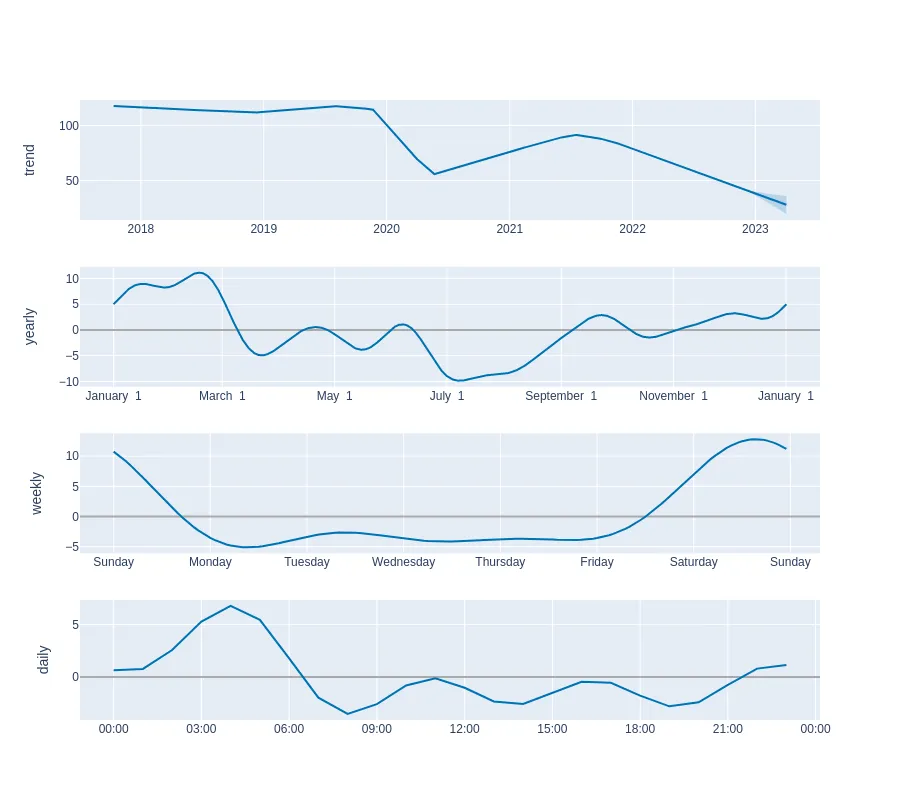 trend
100
50
2018 2019 2020 2021 2022 2023
yearly
10
5
0
−5
−10
January 1 March 1 May 1 July 1 September 1 November 1 January 1
weekly
10
5
0
−5
Sunday Monday Tuesday Wednesday Thursday Friday Saturday Sunday
daily
5
0
00:00 03:00 06:00 09:00 12:00 15:00 18:00 21:00 00:00